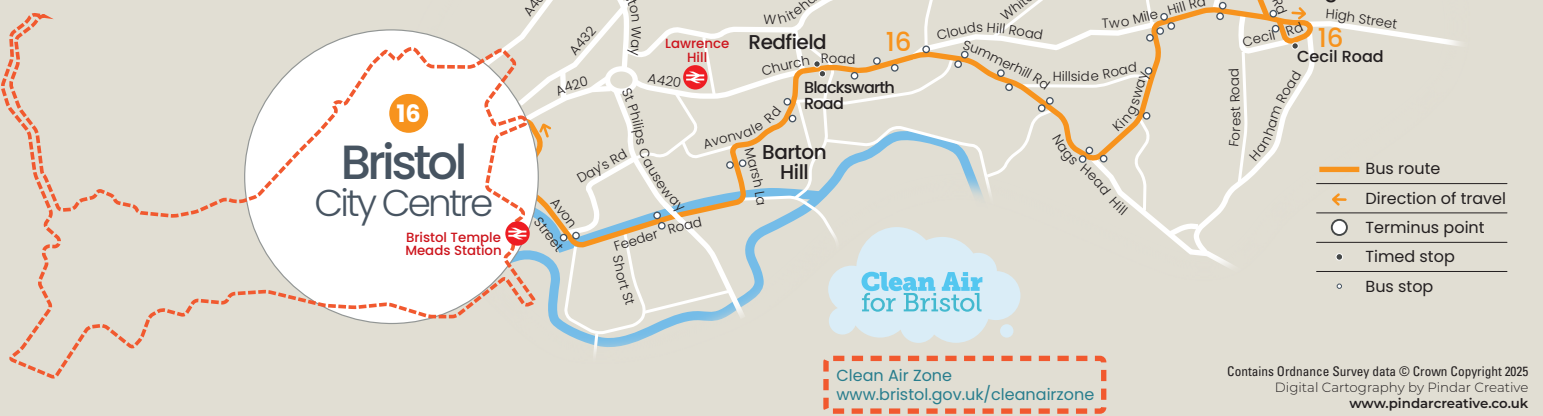 A432
ton Way
A420
A420
Lawrence
Hill
Redfield
Church Road
16
Clouds Hill Road
Summerhill Rd
Hillside Road
Two Mile Hill Rd
Kingsway
Nags Head Hill
Cecil Rd
High Street
16
Cecil Road
Forest Road
Hanham Road
Blacksworth
Road
Avonvale Rd
Barton
Hill
Marsh La
St Philips Causeway
Day's Rd
Avon
Street
Feeder Road
Short St
16
Bristol
City Centre
Bristol Temple
Meads Station
Clean Air
for Bristol
Clean Air Zone
www.bristol.gov.uk/cleanairzone
Bus route
Direction of travel
Terminus point
Timed stop
Bus stop
Contains Ordnance Survey data © Crown Copyright 2025
Digital Cartography by Pindar Creative
www.pindarcreative.co.uk